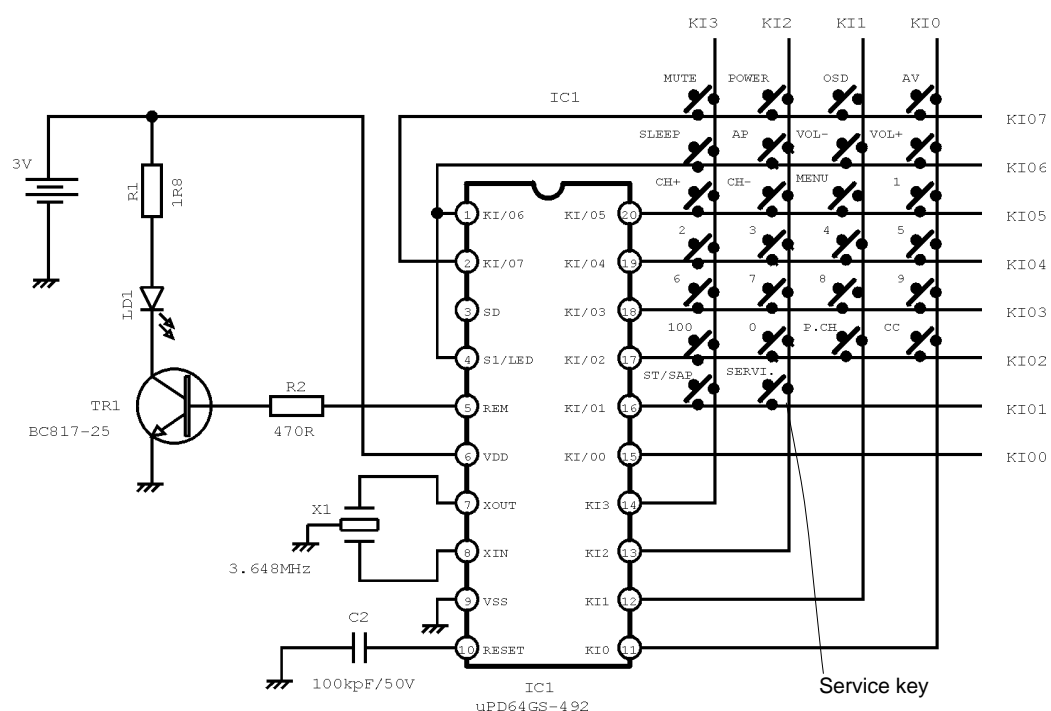 KI3 KI2 KI1 KI0
MUTE POWER OSD AV
IC1
KI07
SLEEP AP VOL- VOL+
3V
KI06
R1
1R8
CH+ CH- MENU 1
1 KI/06 KI/05 20
KI05
2 3 4 5
2 KI/07 KI/04 19
KI04
6 7 8 9
LD1
3 SD KI/03 18
KI03
100 0 P.CH CC
4 S1/LED KI/02 17
KI02
ST/SAP SERVI.
R2
TR1
5 REM KI/01 16
KI01
BC817-25
470R
6 VDD KI/00 15
KI00
7 XOUT KI3 14
X1
8 XIN KI2 13
3.648MHz
9 VSS KI1 12
C2
10 RESET KI0 11
100kpF/50V
IC1
uPD64GS-492
Service key